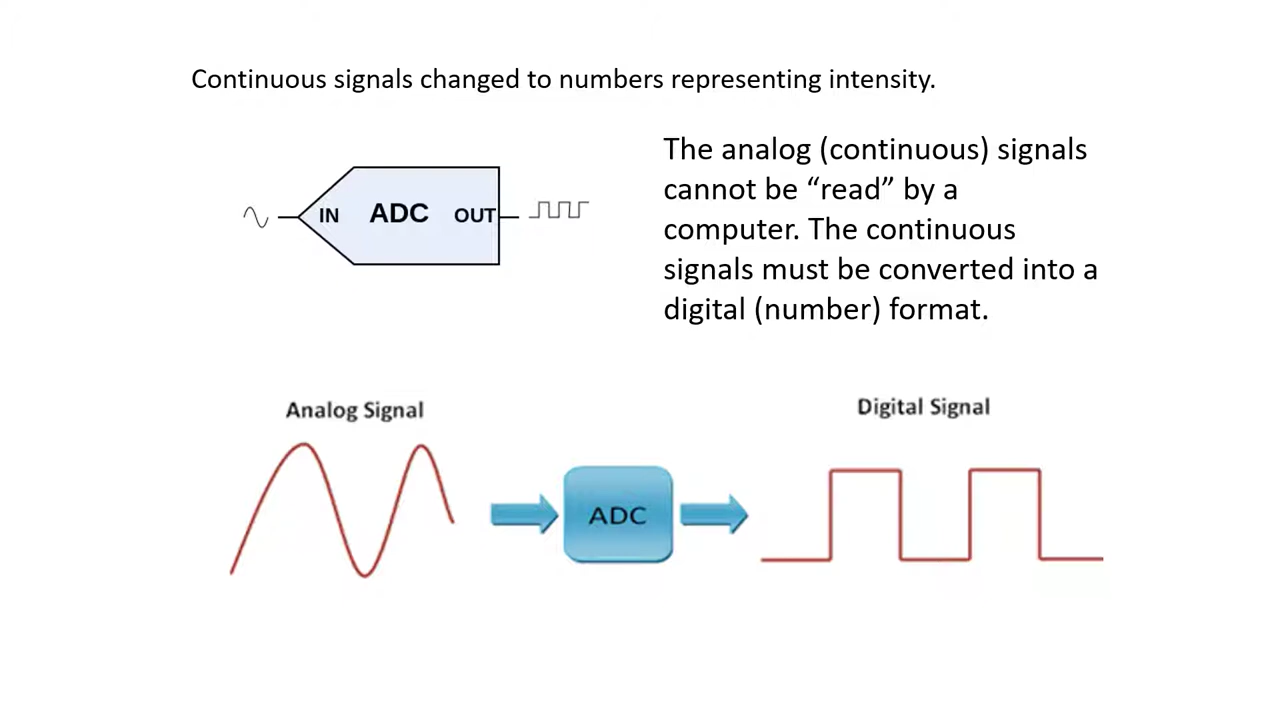 Continuous signals changed to numbers representing intensity.
The analog (continuous) signals
cannot be “read” by a
computer. The continuous
signals must be converted into a
digital (number) format.
IN ADC OUT
Analog Signal
Digital Signal
ADC